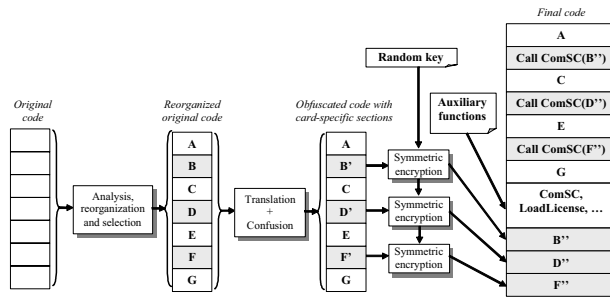 Original
code
Analysis,
reorganization
and selection
Reorganized
original code
A
B
C
D
E
F
G
Translation
+
Confusion
Obfuscated code with
card-specific sections
A
B’
C
D’
E
F’
G
Random key
Symmetric
encryption
Symmetric
encryption
Symmetric
encryption
Auxiliary
functions
Final code
A
Call ComSC(B’’)
C
Call ComSC(D’’)
E
Call ComSC(F’’)
G
ComSC,
LoadLicense, …
B’’
D’’
F’’